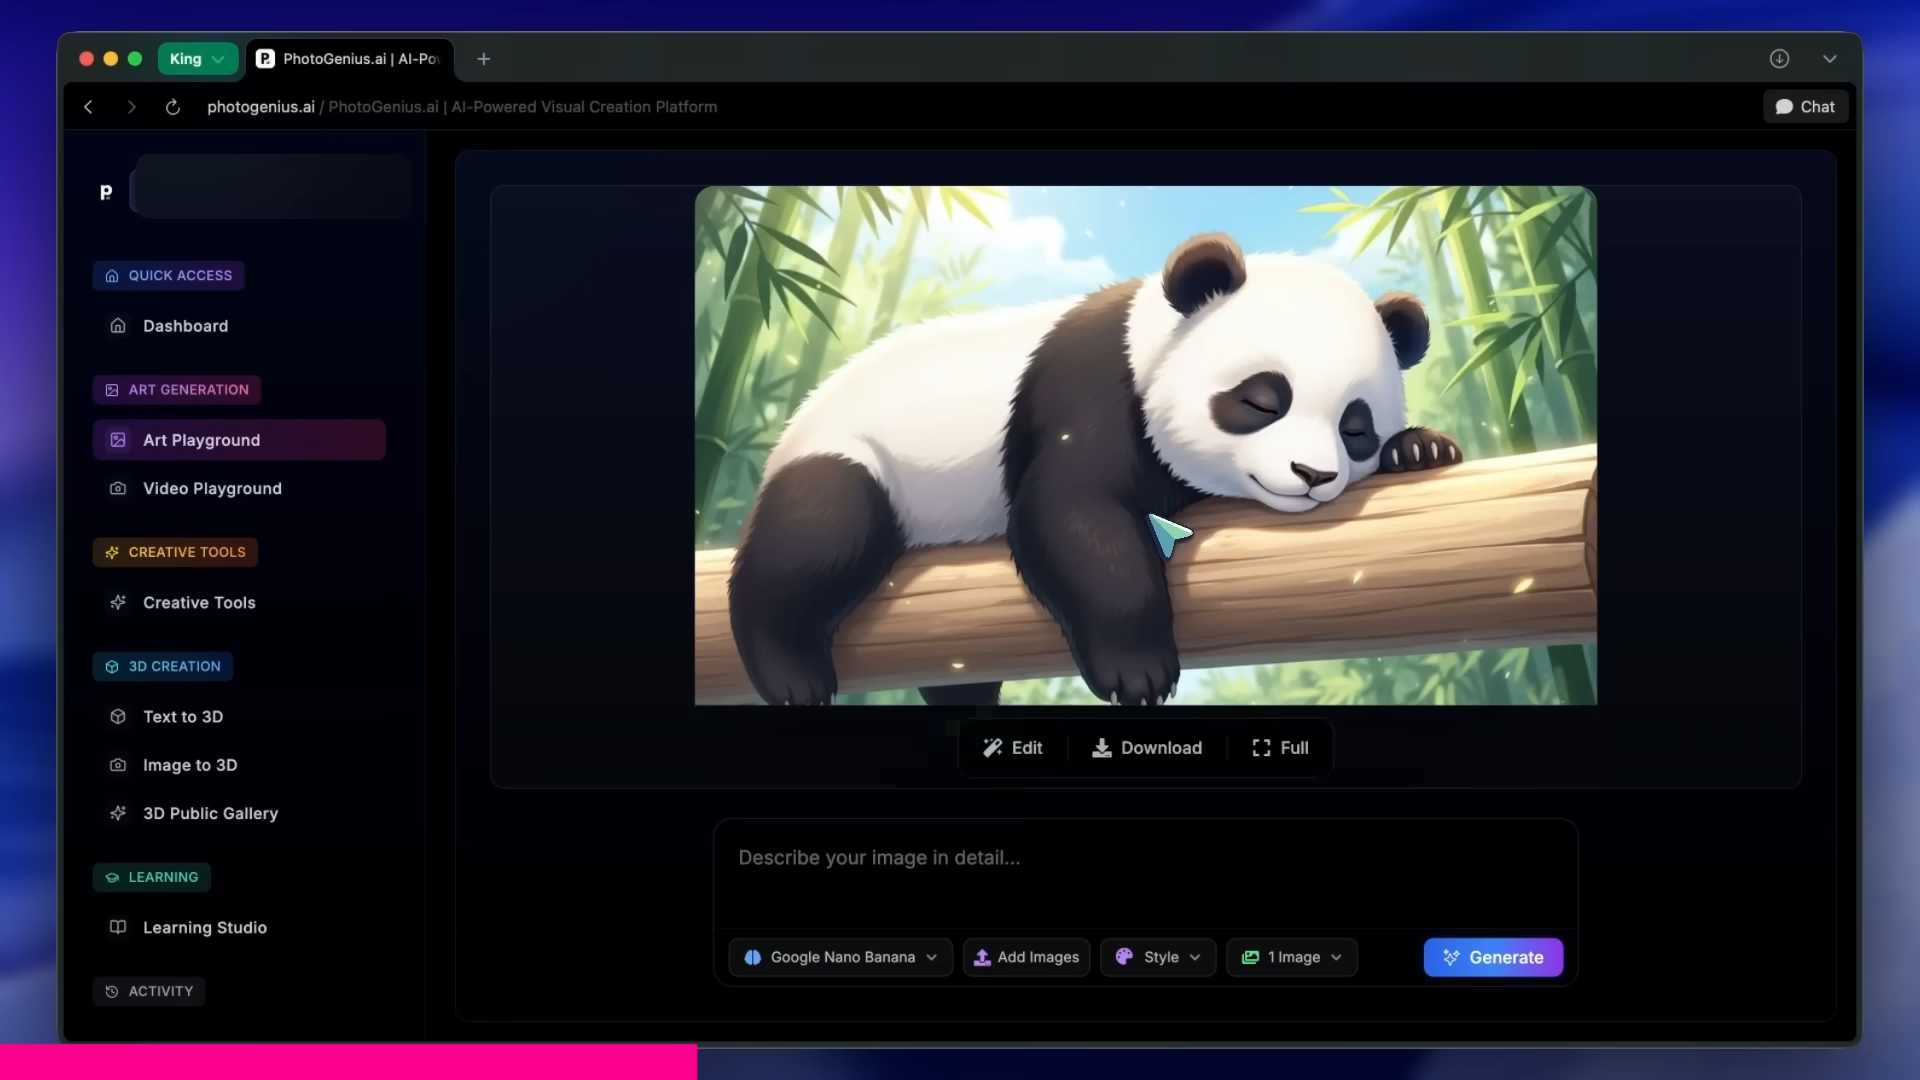 King
P. PhotoGenius.ai | AI-Po
photogenius.ai / PhotoGenius.ai | AI-Powered Visual Creation Platform
Chat
p
QUICK ACCESS
Dashboard
ART GENERATION
Art Playground
Video Playground
CREATIVE TOOLS
Creative Tools
3D CREATION
Text to 3D
Image to 3D
3D Public Gallery
LEARNING
Learning Studio
ACTIVITY
Edit
Download
Full
Describe your image in detail...
Google Nano Banana
Add Images
Style
1 Image
Generate